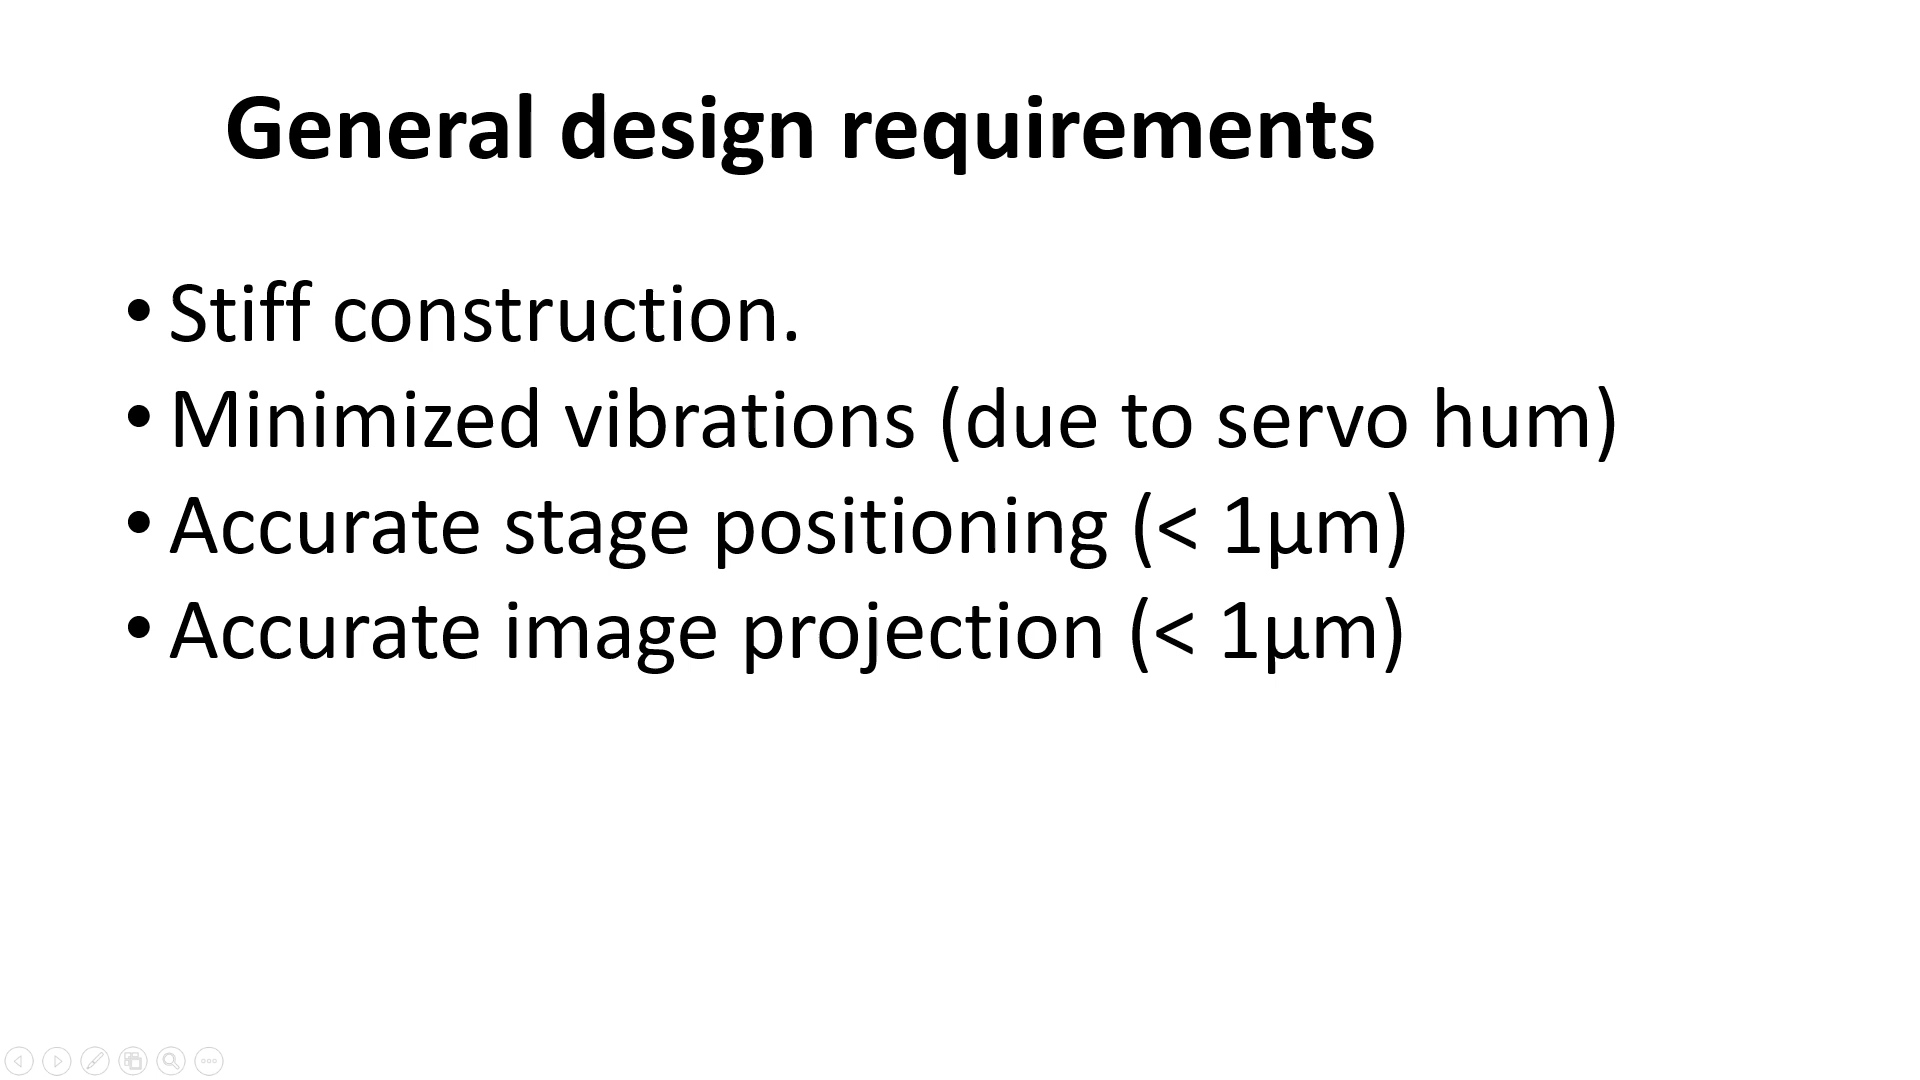 General design requirements
• Stiff construction.
• Minimized vibrations (due to servo hum)
• Accurate stage positioning (< 1µm)
• Accurate image projection (< 1µm)